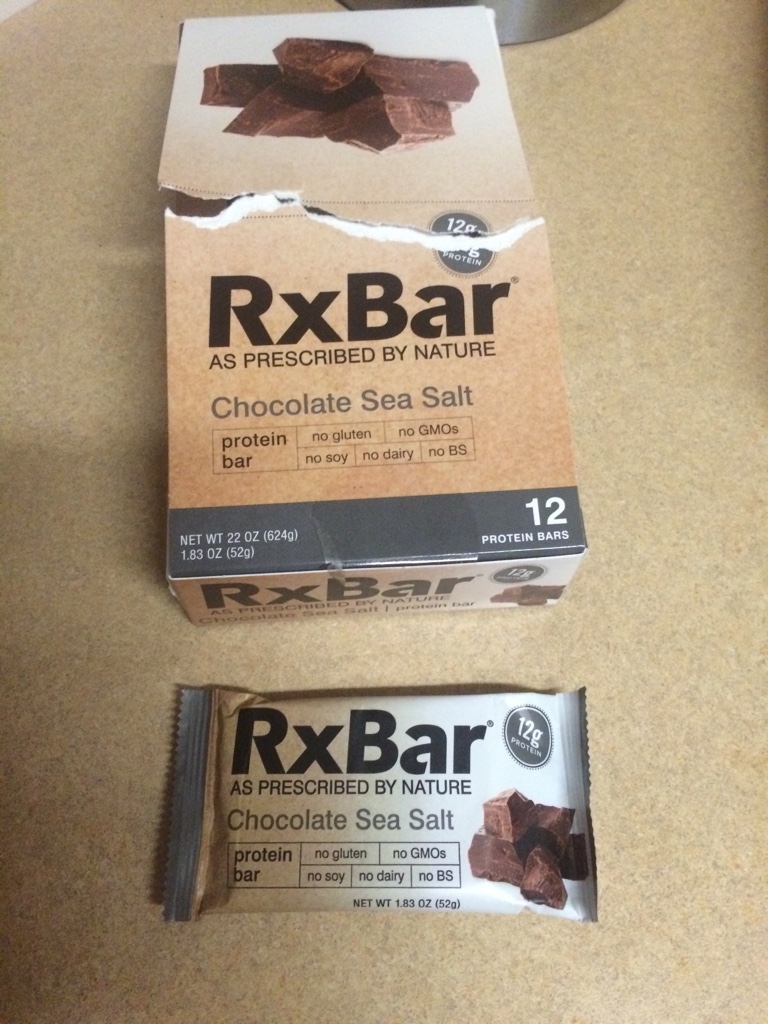 12g
PROTEIN
RxBar®
AS PRESCRIBED BY NATURE
Chocolate Sea Salt
protein bar
no gluten no GMOs
no soy no dairy no BS
NET WT 22 OZ (624g)
1.83 OZ (52g)
12
PROTEIN BARS
RxBar®
12g
AS PRESCRIBED BY NATURE
Chocolate Sea Salt | protein bar
RxBar®
12g
PROTEIN
AS PRESCRIBED BY NATURE
Chocolate Sea Salt
protein bar
no gluten no GMOs
no soy no dairy no BS
NET WT 1.83 OZ (52g)